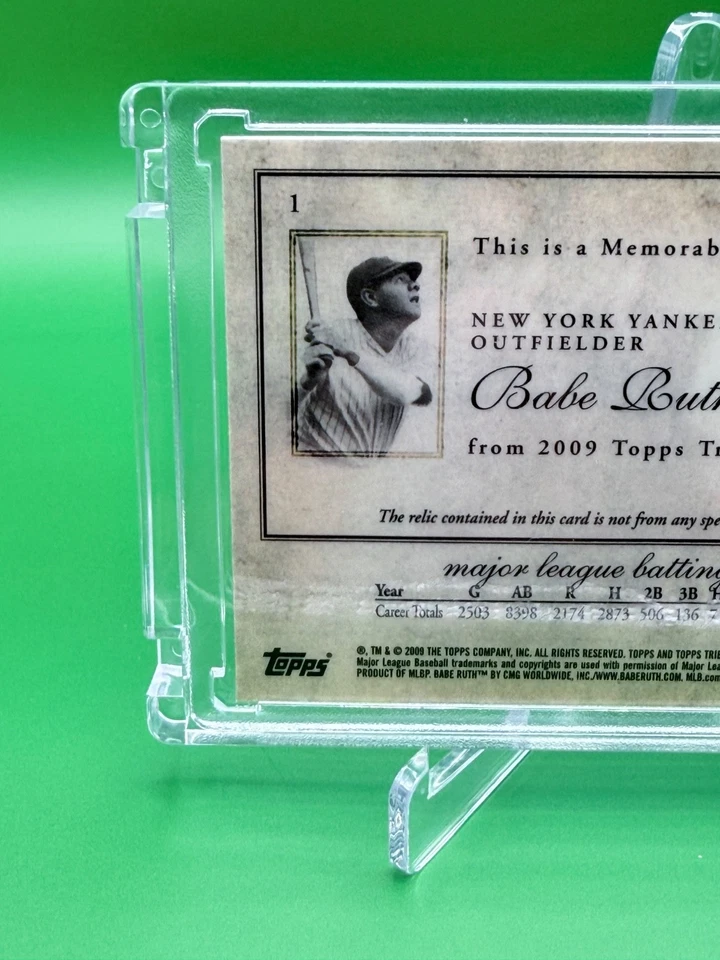 1
This is a Memorab
NEW YORK YANKE
OUTFIELDER
Babe Ruth
from 2009 Topps Tr
The relic contained in this card is not from any spe
major league batting
Year G AB R H 2B 3B H
Career Totals 2503 8398 2174 2873 506 136 7
Topps®
®, TM & © 2009 THE TOPPS COMPANY, INC. ALL RIGHTS RESERVED. TOPPS AND TOPPS TRIB
Major League Baseball trademarks and copyrights are used with permission of Major Lea
PRODUCT OF MLBP. BABE RUTH™ BY CMG WORLDWIDE, INC./WWW.BABERUTH.COM. MLB.com